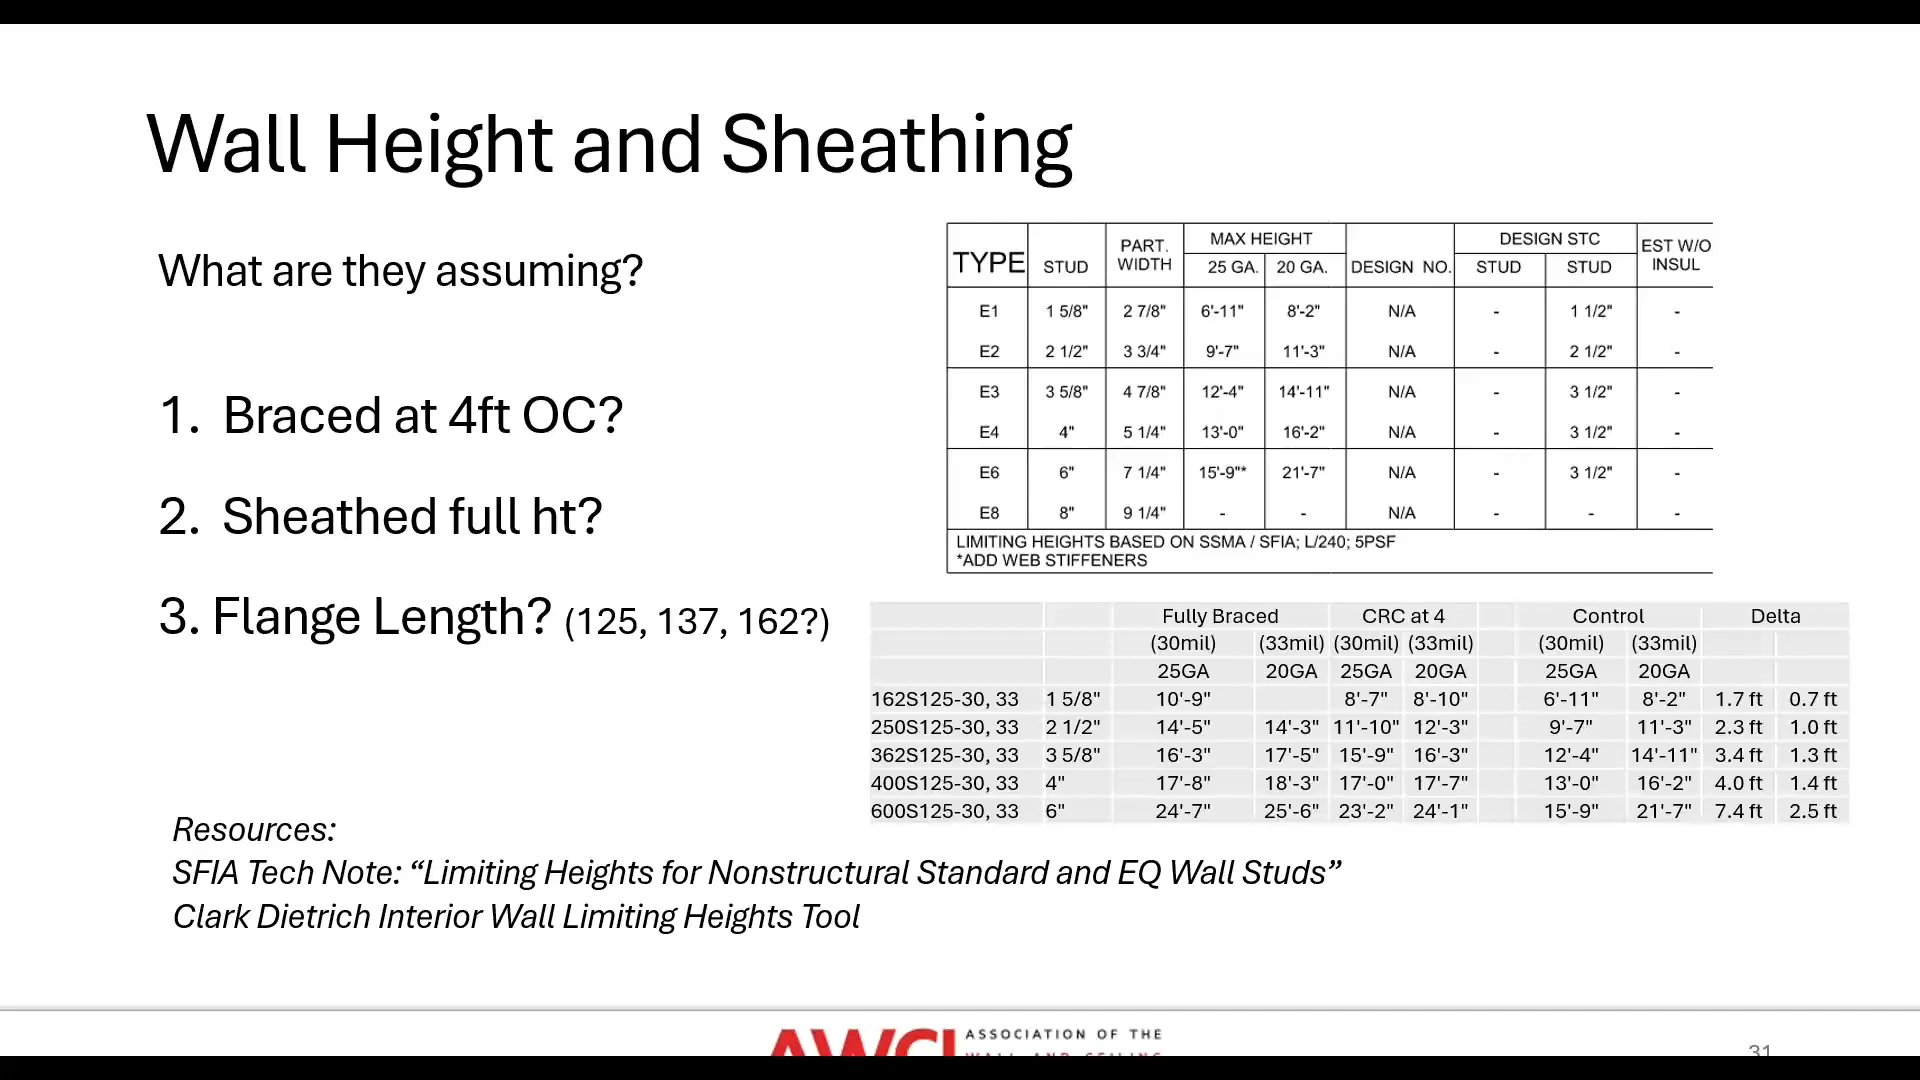 Wall Height and Sheathing
What are they assuming?
1. Braced at 4ft OC?
2. Sheathed full ht?
3. Flange Length? (125, 137, 162?)
TYPE STUD PART. WIDTH MAX HEIGHT DESIGN NO. DESIGN STC EST W/O INSUL
25 GA. 20 GA. STUD STUD
E1 1 5/8" 2 7/8" 6'-11" 8'-2" N/A - 1 1/2" -
E2 2 1/2" 3 3/4" 9'-7" 11'-3" N/A - 2 1/2" -
E3 3 5/8" 4 7/8" 12'-4" 14'-11" N/A - 3 1/2" -
E4 4" 5 1/4" 13'-0" 16'-2" N/A - 3 1/2" -
E6 6" 7 1/4" 15'-9"* 21'-7" N/A - 3 1/2" -
E8 8" 9 1/4" - - N/A - - -
LIMITING HEIGHTS BASED ON SSMA / SFIA; L/240; 5PSF
*ADD WEB STIFFENERS
Fully Braced CRC at 4 Control Delta
(30mil) (33mil) (30mil) (33mil) (30mil) (33mil)
25GA 20GA 25GA 20GA 25GA 20GA
162S125-30, 33 1 5/8" 10'-9" 8'-7" 8'-10" 6'-11" 8'-2" 1.7 ft 0.7 ft
250S125-30, 33 2 1/2" 14'-5" 14'-3" 11'-10" 12'-3" 9'-7" 11'-3" 2.3 ft 1.0 ft
362S125-30, 33 3 5/8" 16'-3" 17'-5" 15'-9" 16'-3" 12'-4" 14'-11" 3.4 ft 1.3 ft
400S125-30, 33 4" 17'-8" 18'-3" 17'-0" 17'-7" 13'-0" 16'-2" 4.0 ft 1.4 ft
600S125-30, 33 6" 24'-7" 25'-6" 23'-2" 24'-1" 15'-9" 21'-7" 7.4 ft 2.5 ft
Resources:
SFIA Tech Note: “Limiting Heights for Nonstructural Standard and EQ Wall Studs”
Clark Dietrich Interior Wall Limiting Heights Tool
AWCI ASSOCIATION OF THE
WALL AND CEILING
31